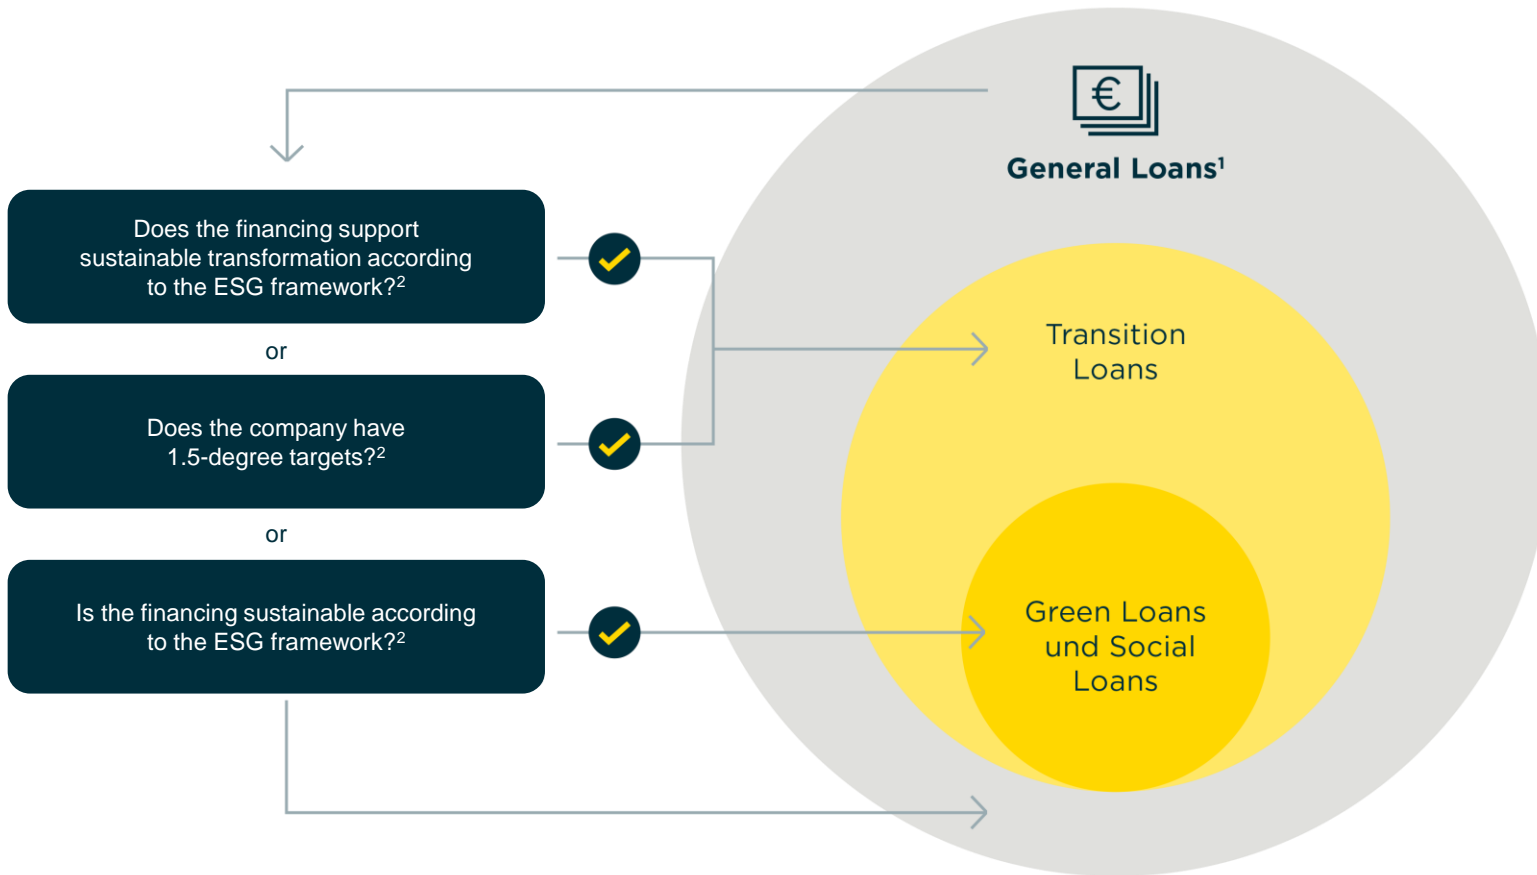 €
General Loans¹
Does the financing support
sustainable transformation according
to the ESG framework?²
or
Does the company have
1.5-degree targets?²
or
Is the financing sustainable according
to the ESG framework?²
Transition
Loans
Green Loans
und Social
Loans